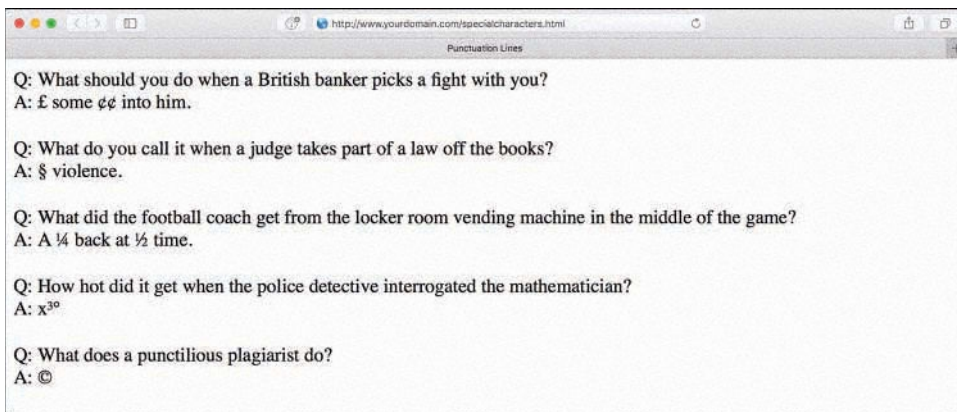 http://www.yourdomain.com/specialcharacters.html
Punctuation Lines
Q: What should you do when a British banker picks a fight with you?
A: £ some ¢¢ into him.
Q: What do you call it when a judge takes part of a law off the books?
A: § violence.
Q: What did the football coach get from the locker room vending machine in the middle of the game?
A: A ¼ back at ½ time.
Q: How hot did it get when the police detective interrogated the mathematician?
A: x³°
Q: What does a punctilious plagiarist do?
A: ©